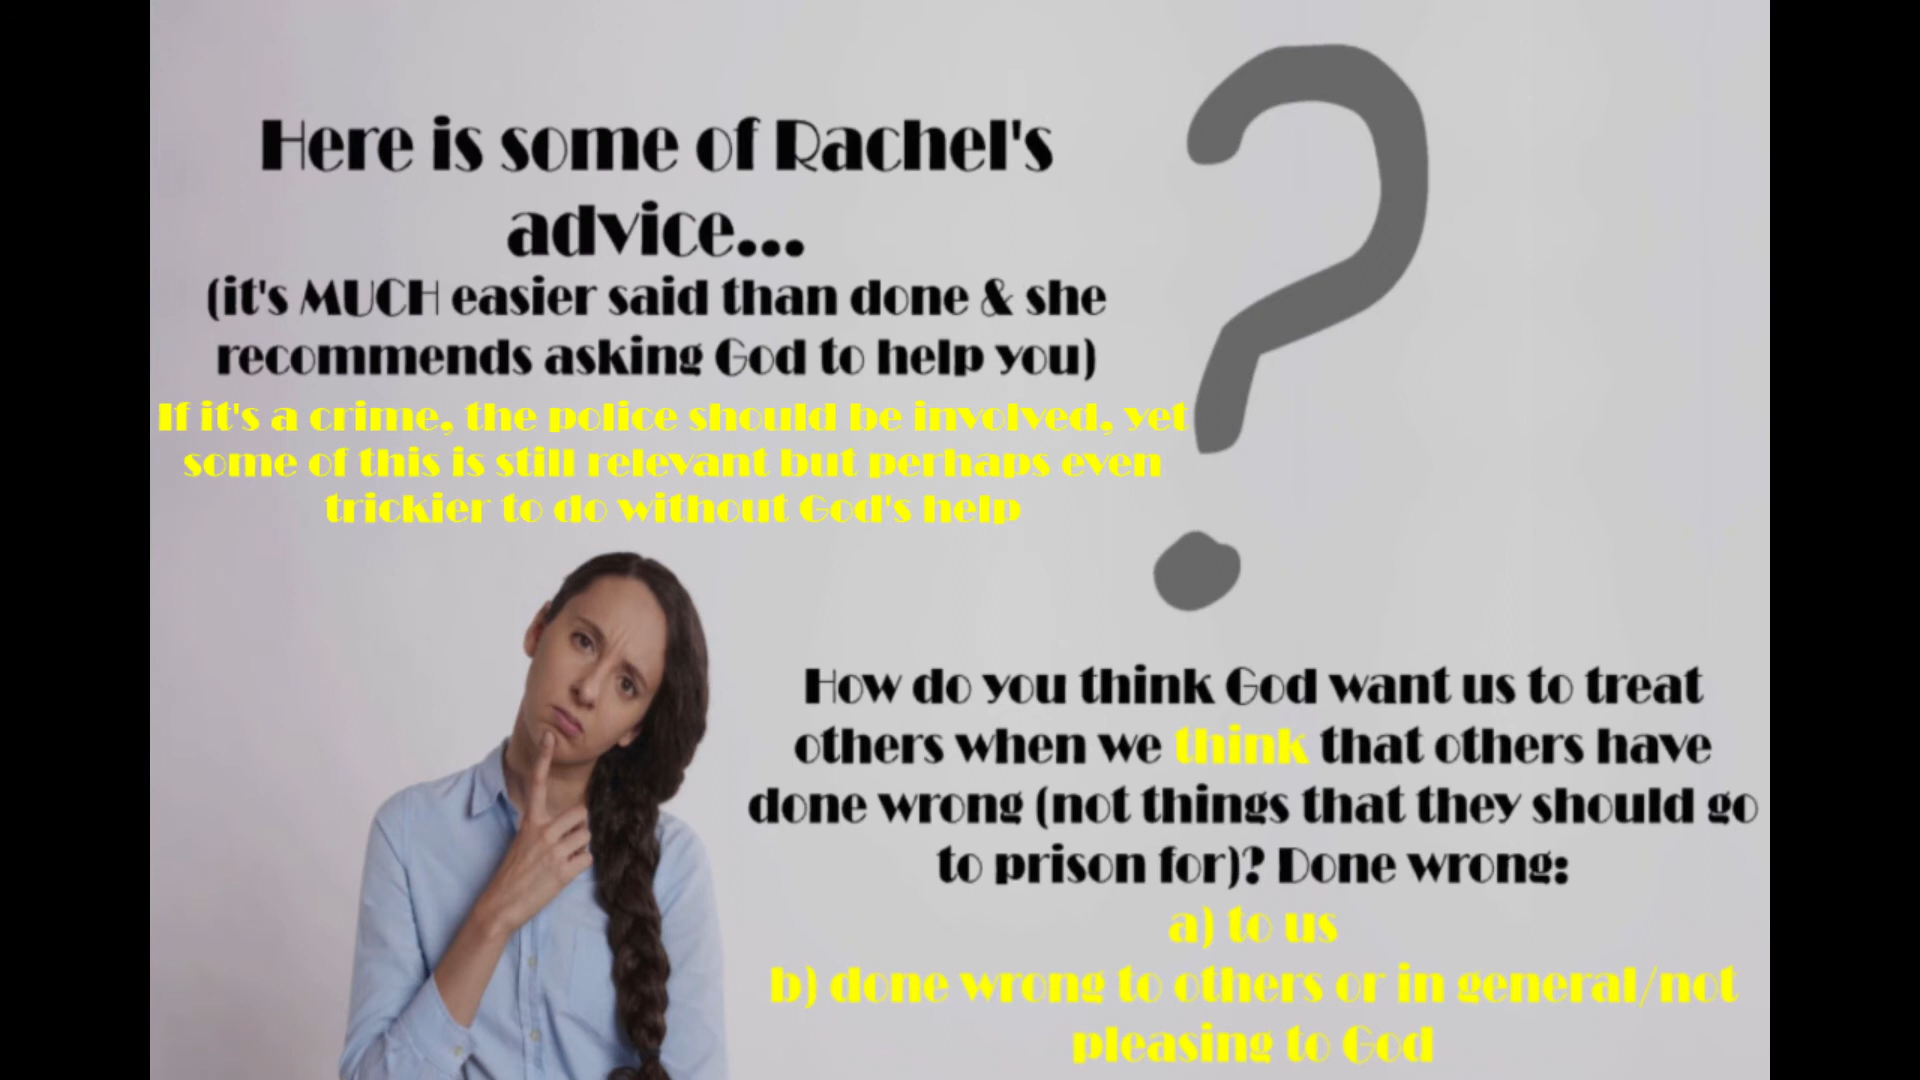 Here is some of Rachel's
advice...
(it's MUCH easier said than done & she
recommends asking God to help you)
If it's a crime, the police should be involved, yet
some of this is still relevant but perhaps even
trickier to do without God's help
?
How do you think God want us to treat
others when we think that others have
done wrong (not things that they should go
to prison for)? Done wrong:
a) to us
b) done wrong to others or in general/not
pleasing to God